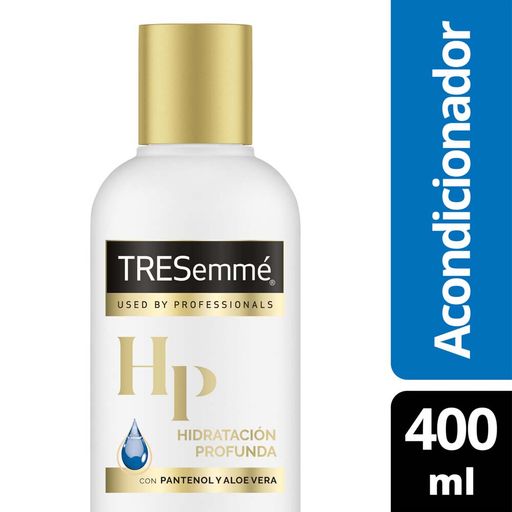 TRESemmé®
USED BY PROFESSIONALS
HP
HIDRATACIÓN
PROFUNDA
CON PANTENOL Y ALOE VERA
Acondicionador
400
ml